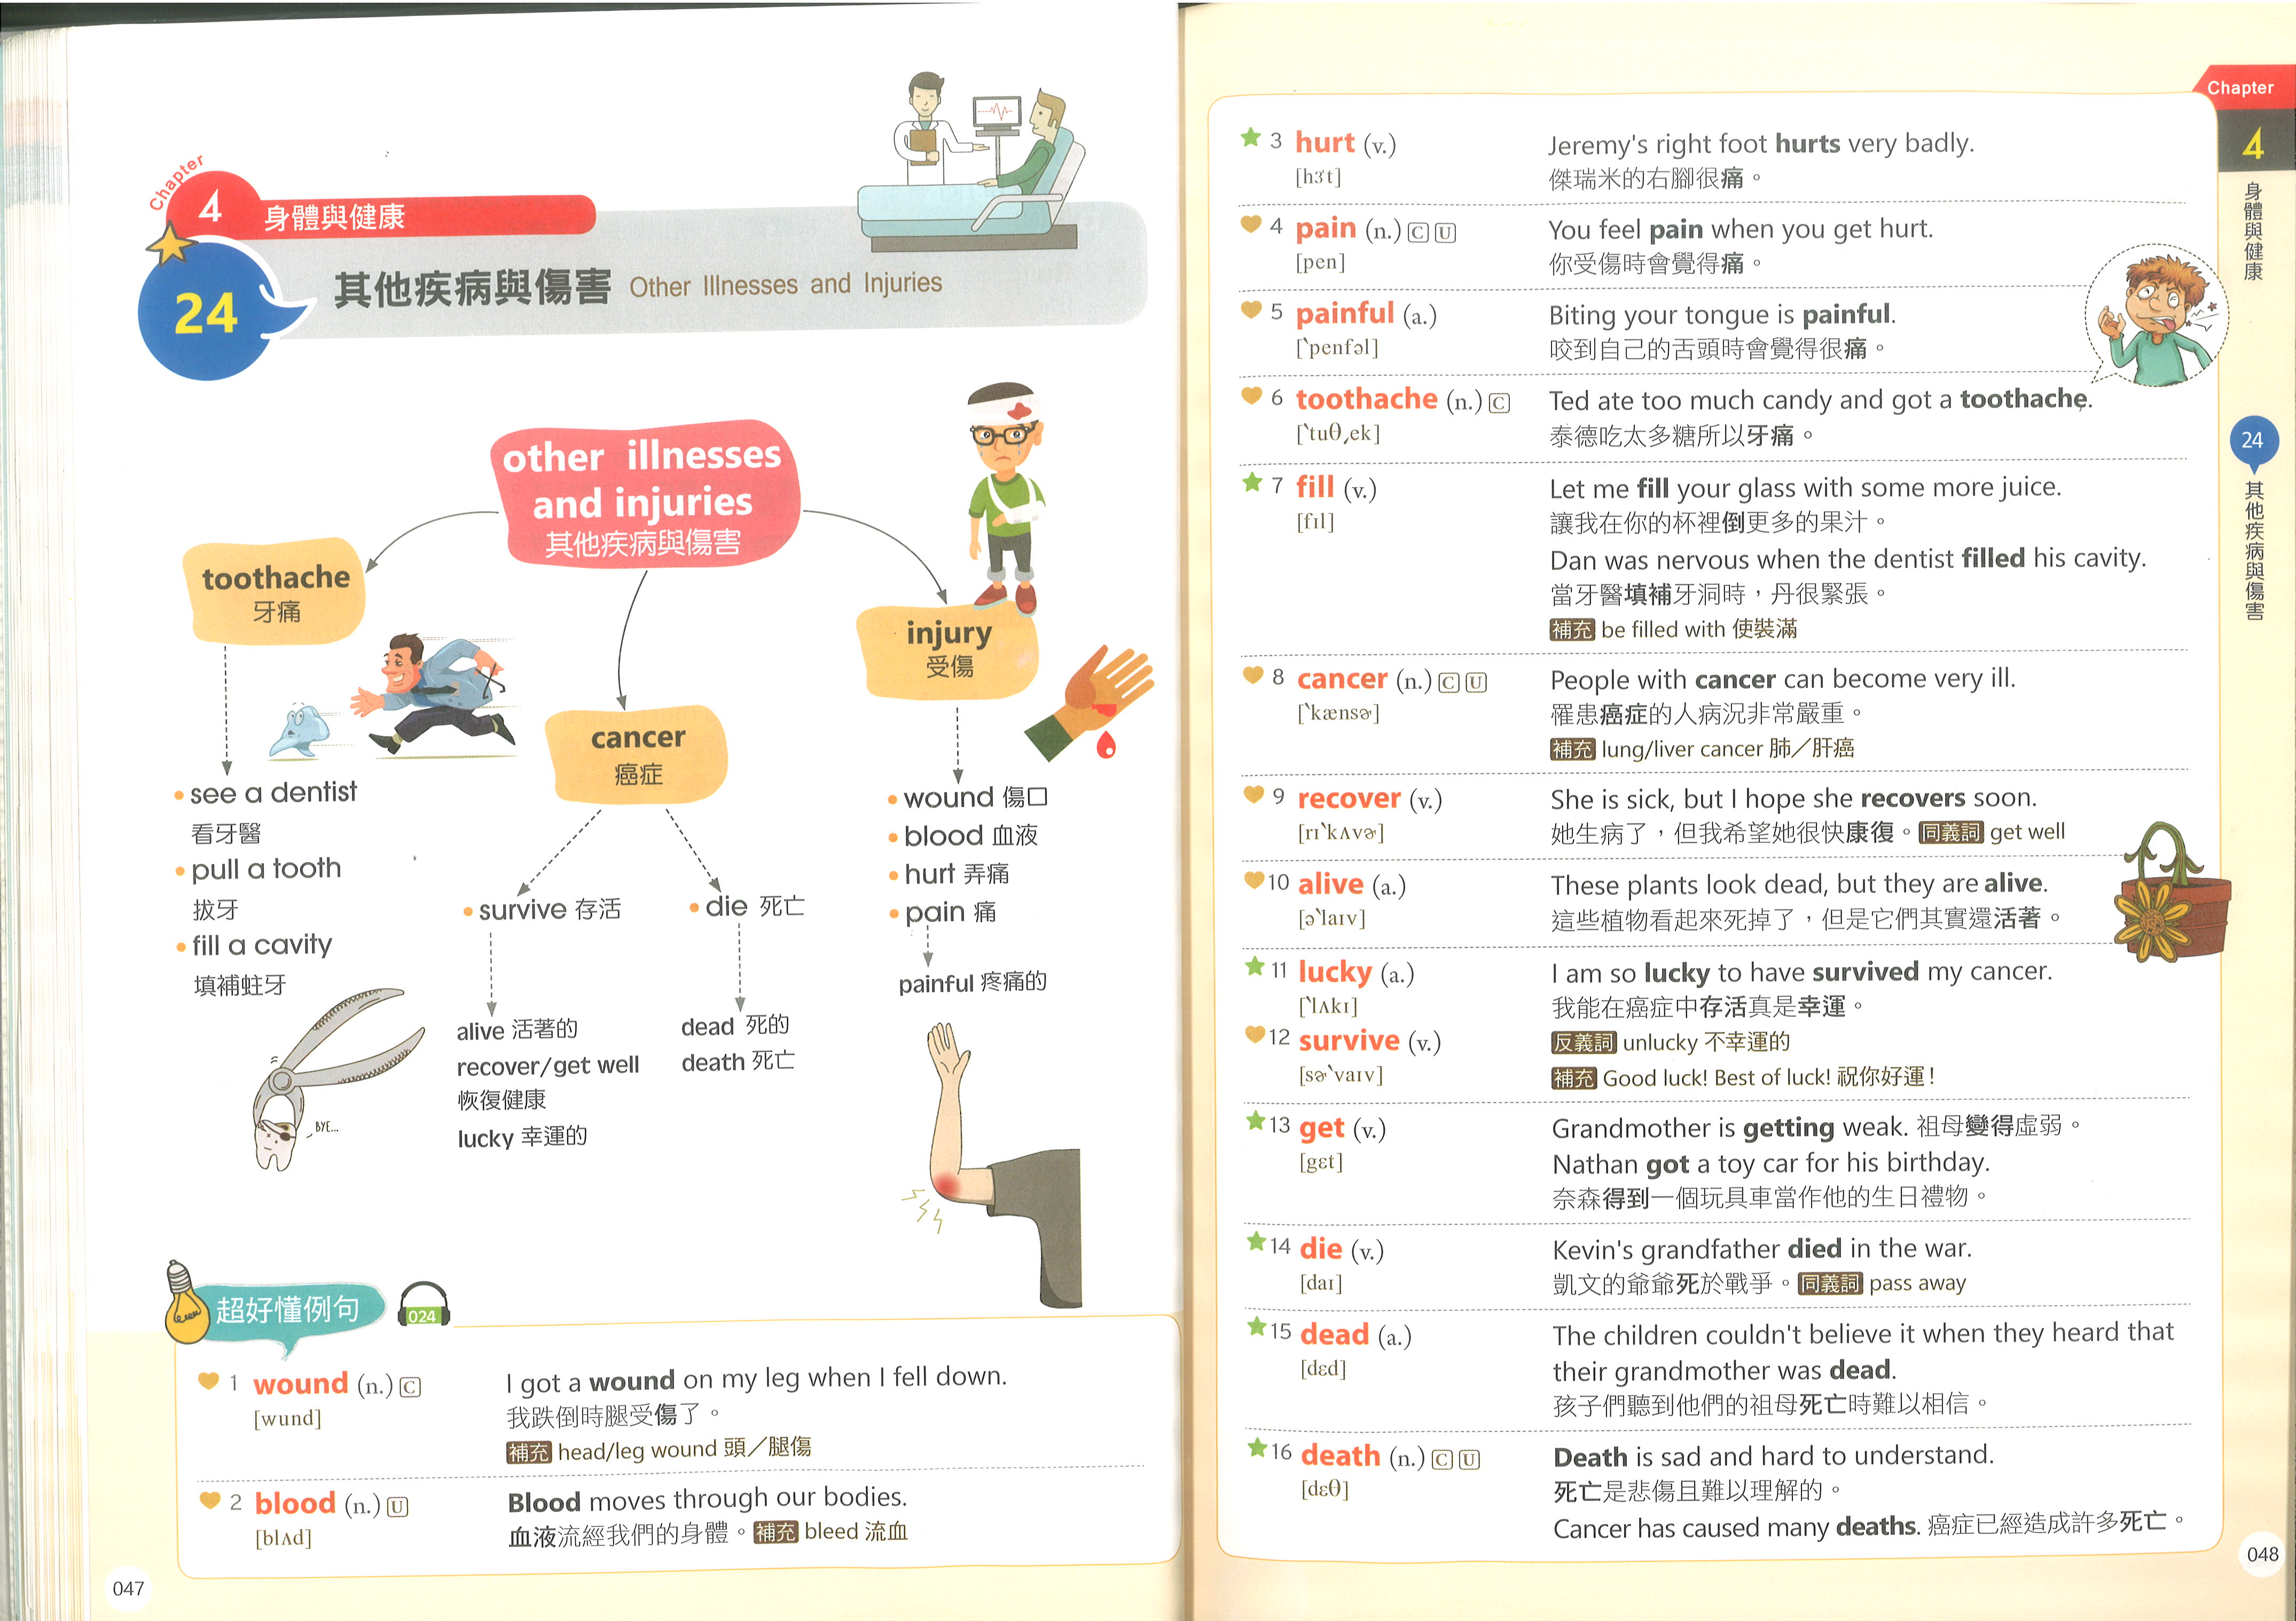 Chapter
4 身體與健康
24 其他疾病與傷害 Other Illnesses and Injuries
other illnesses
and injuries
其他疾病與傷害
toothache
牙痛
see a dentist
看牙醫
pull a tooth
拔牙
fill a cavity
填補蛀牙
BYE...
cancer
癌症
survive 存活
alive 活著的
recover/get well
恢復健康
lucky 幸運的
die 死亡
dead 死的
death 死亡
injury
受傷
wound 傷口
blood 血液
hurt 弄痛
pain 痛
painful 疼痛的
超好懂例句
024
1 wound (n.) C
[wund]
I got a wound on my leg when I fell down.
我跌倒時腿受傷了。
補充 head/leg wound 頭／腿傷
2 blood (n.) U
[blʌd]
Blood moves through our bodies.
血液流經我們的身體。補充 bleed 流血
047
3 hurt (v.)
[hɝt]
Jeremy's right foot hurts very badly.
傑瑞米的右腳很痛。
4 pain (n.) C U
[pen]
You feel pain when you get hurt.
你受傷時會覺得痛。
5 painful (a.)
[ˋpenfəl]
Biting your tongue is painful.
咬到自己的舌頭時會覺得很痛。
6 toothache (n.) C
[ˋtuθˏek]
Ted ate too much candy and got a toothache.
泰德吃太多糖所以牙痛。
7 fill (v.)
[fɪl]
Let me fill your glass with some more juice.
讓我在你的杯裡倒更多的果汁。
Dan was nervous when the dentist filled his cavity.
當牙醫填補牙洞時，丹很緊張。
補充 be filled with 使裝滿
8 cancer (n.) C U
[ˋkænsɚ]
People with cancer can become very ill.
罹患癌症的人病況非常嚴重。
補充 lung/liver cancer 肺／肝癌
9 recover (v.)
[rɪˋkʌvɚ]
She is sick, but I hope she recovers soon.
她生病了，但我希望她很快康復。同義詞 get well
10 alive (a.)
[əˋlaɪv]
These plants look dead, but they are alive.
這些植物看起來死掉了，但是它們其實還活著。
11 lucky (a.)
[ˋlʌkɪ]
12 survive (v.)
[sɚˋvaɪv]
I am so lucky to have survived my cancer.
我能在癌症中存活真是幸運。
反義詞 unlucky 不幸運的
補充 Good luck! Best of luck! 祝你好運！
13 get (v.)
[gɛt]
Grandmother is getting weak. 祖母變得虛弱。
Nathan got a toy car for his birthday.
奈森得到一個玩具車當作他的生日禮物。
14 die (v.)
[daɪ]
Kevin's grandfather died in the war.
凱文的爺爺死於戰爭。同義詞 pass away
15 dead (a.)
[dɛd]
The children couldn't believe it when they heard that
their grandmother was dead.
孩子們聽到他們的祖母死亡時難以相信。
16 death (n.) C U
[dɛθ]
Death is sad and hard to understand.
死亡是悲傷且難以理解的。
Cancer has caused many deaths. 癌症已經造成許多死亡。
Chapter
4
身體與健康
24
其他疾病與傷害
048